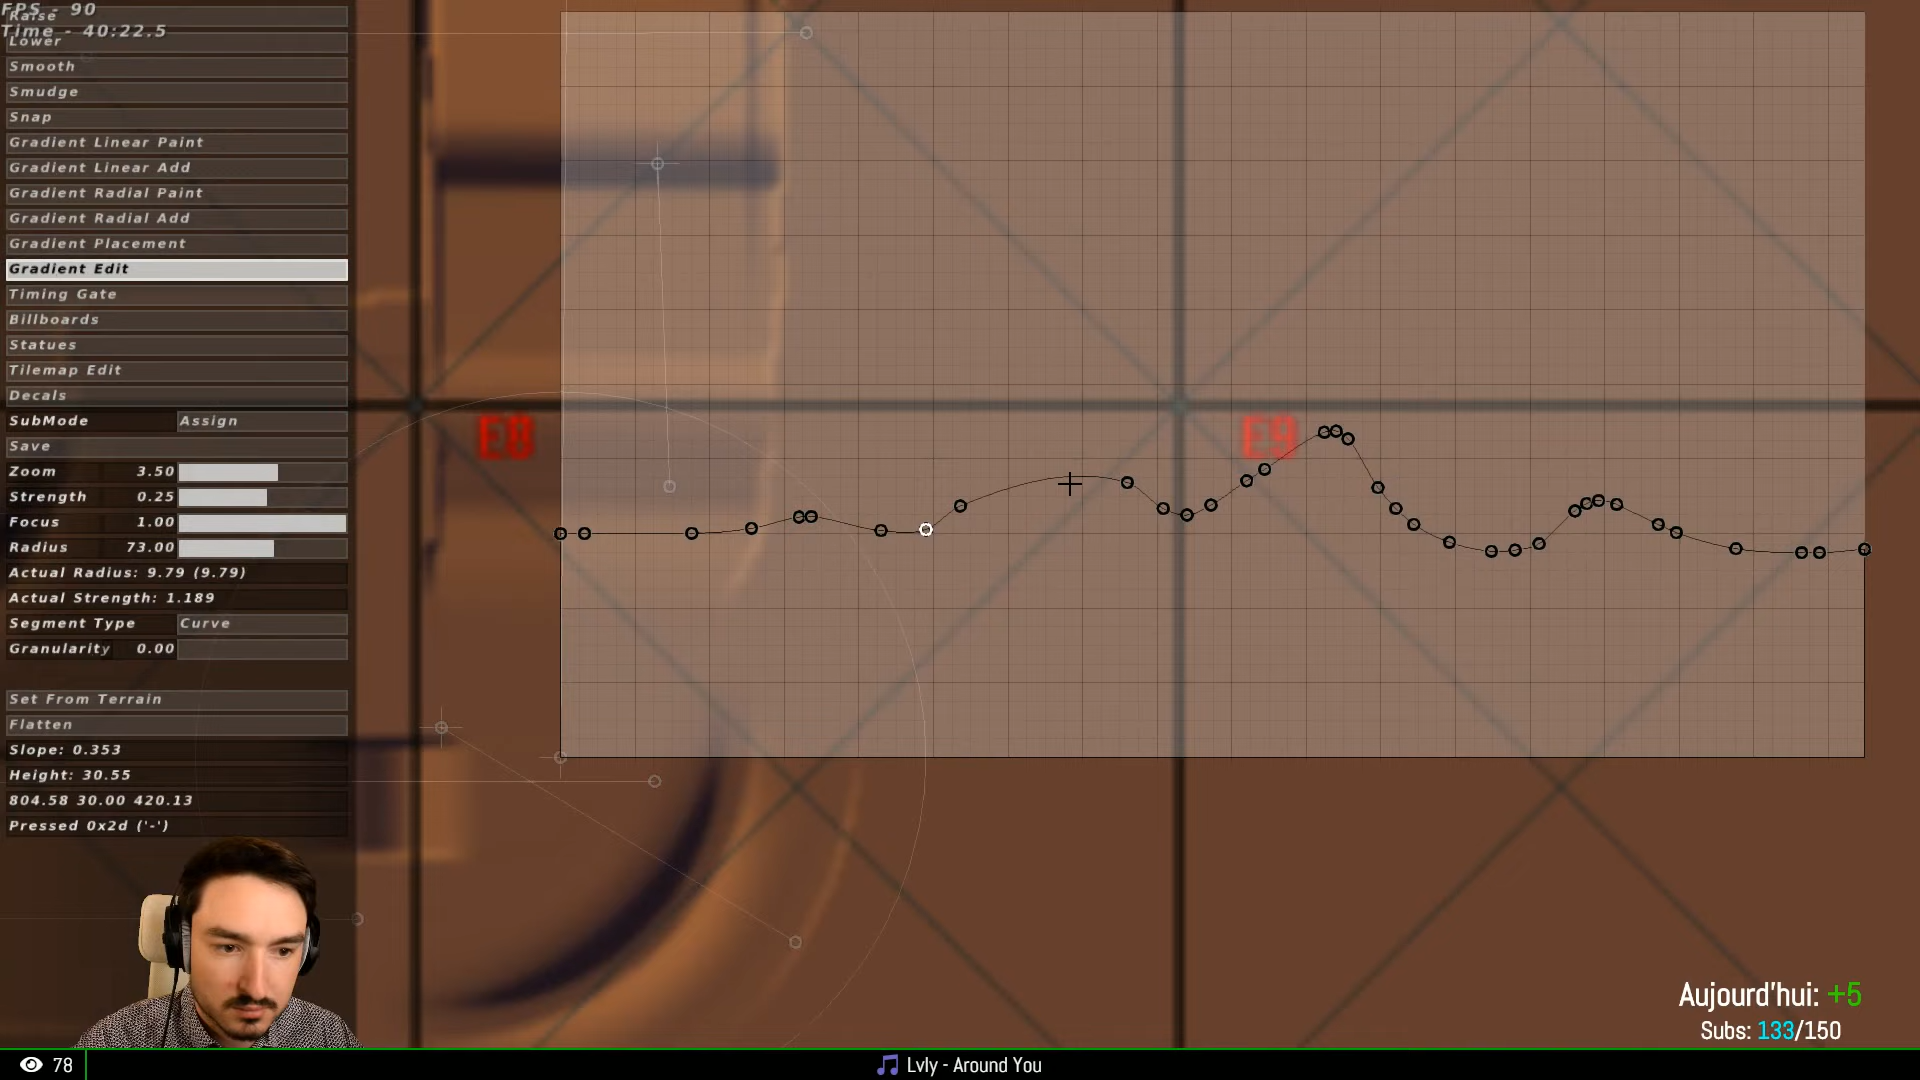 FPS - 90
Raise
Time - 40:22.5
Lower
Smooth
Smudge
Snap
Gradient Linear Paint
Gradient Linear Add
Gradient Radial Paint
Gradient Radial Add
Gradient Placement
Gradient Edit
Timing Gate
Billboards
Statues
Tilemap Edit
Decals
SubMode Assign
Save
Zoom 3.50
Strength 0.25
Focus 1.00
Radius 73.00
Actual Radius: 9.79 (9.79)
Actual Strength: 1.189
Segment Type Curve
Granularity 0.00
Set From Terrain
Flatten
Slope: 0.353
Height: 30.55
804.58 30.00 420.13
Pressed 0x2d ('-')
E8
E9
Aujourd'hui: +5
Subs: 133/150
78
Lvly - Around You